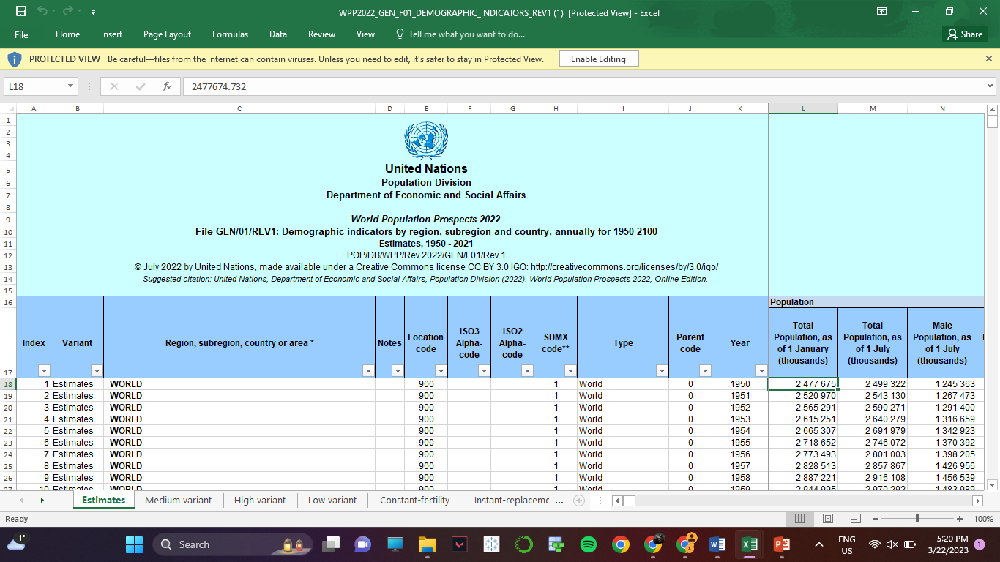 WPP2022_GEN_F01_DEMOGRAPHIC_INDICATORS_REV1 (1) [Protected View] - Excel
File Home Insert Page Layout Formulas Data Review View Tell me what you want to do... Share
PROTECTED VIEW Be careful—files from the Internet can contain viruses. Unless you need to edit, it's safer to stay in Protected View. Enable Editing
L18 fx 2477674.732
A B C D E F G H I J K L M N
1
2
3
4
5 United Nations
6 Population Division
7 Department of Economic and Social Affairs
8
9 World Population Prospects 2022
10 File GEN/01/REV1: Demographic indicators by region, subregion and country, annually for 1950-2100
11 Estimates, 1950 - 2021
12 POP/DB/WPP/Rev.2022/GEN/F01/Rev.1
13 © July 2022 by United Nations, made available under a Creative Commons license CC BY 3.0 IGO: http://creativecommons.org/licenses/by/3.0/igo/
14 Suggested citation: United Nations, Department of Economic and Social Affairs, Population Division (2022). World Population Prospects 2022, Online Edition.
15
16 Population
17 Index Variant Region, subregion, country or area * Notes Location code ISO3 Alpha-code ISO2 Alpha-code SDMX code** Type Parent code Year Total Population, as of 1 January (thousands) Total Population, as of 1 July (thousands) Male Population, as of 1 July (thousands)
18 1 Estimates WORLD 900 1 World 0 1950 2 477 675 2 499 322 1 245 363
19 2 Estimates WORLD 900 1 World 0 1951 2 520 970 2 543 130 1 267 473
20 3 Estimates WORLD 900 1 World 0 1952 2 565 291 2 590 271 1 291 400
21 4 Estimates WORLD 900 1 World 0 1953 2 615 251 2 640 279 1 316 659
22 5 Estimates WORLD 900 1 World 0 1954 2 665 307 2 691 979 1 342 923
23 6 Estimates WORLD 900 1 World 0 1955 2 718 652 2 746 072 1 370 392
24 7 Estimates WORLD 900 1 World 0 1956 2 773 493 2 801 003 1 398 205
25 8 Estimates WORLD 900 1 World 0 1957 2 828 513 2 857 867 1 426 956
26 9 Estimates WORLD 900 1 World 0 1958 2 887 221 2 916 108 1 456 539
27 10 Estimates WORLD 900 1 World 0 1959 2 944 995 2 970 292 1 483 989
Estimates Medium variant High variant Low variant Constant-fertility Instant-replaceme ...
Ready 100%
1° Search ENG 5:20 PM
US 3/22/2023 1